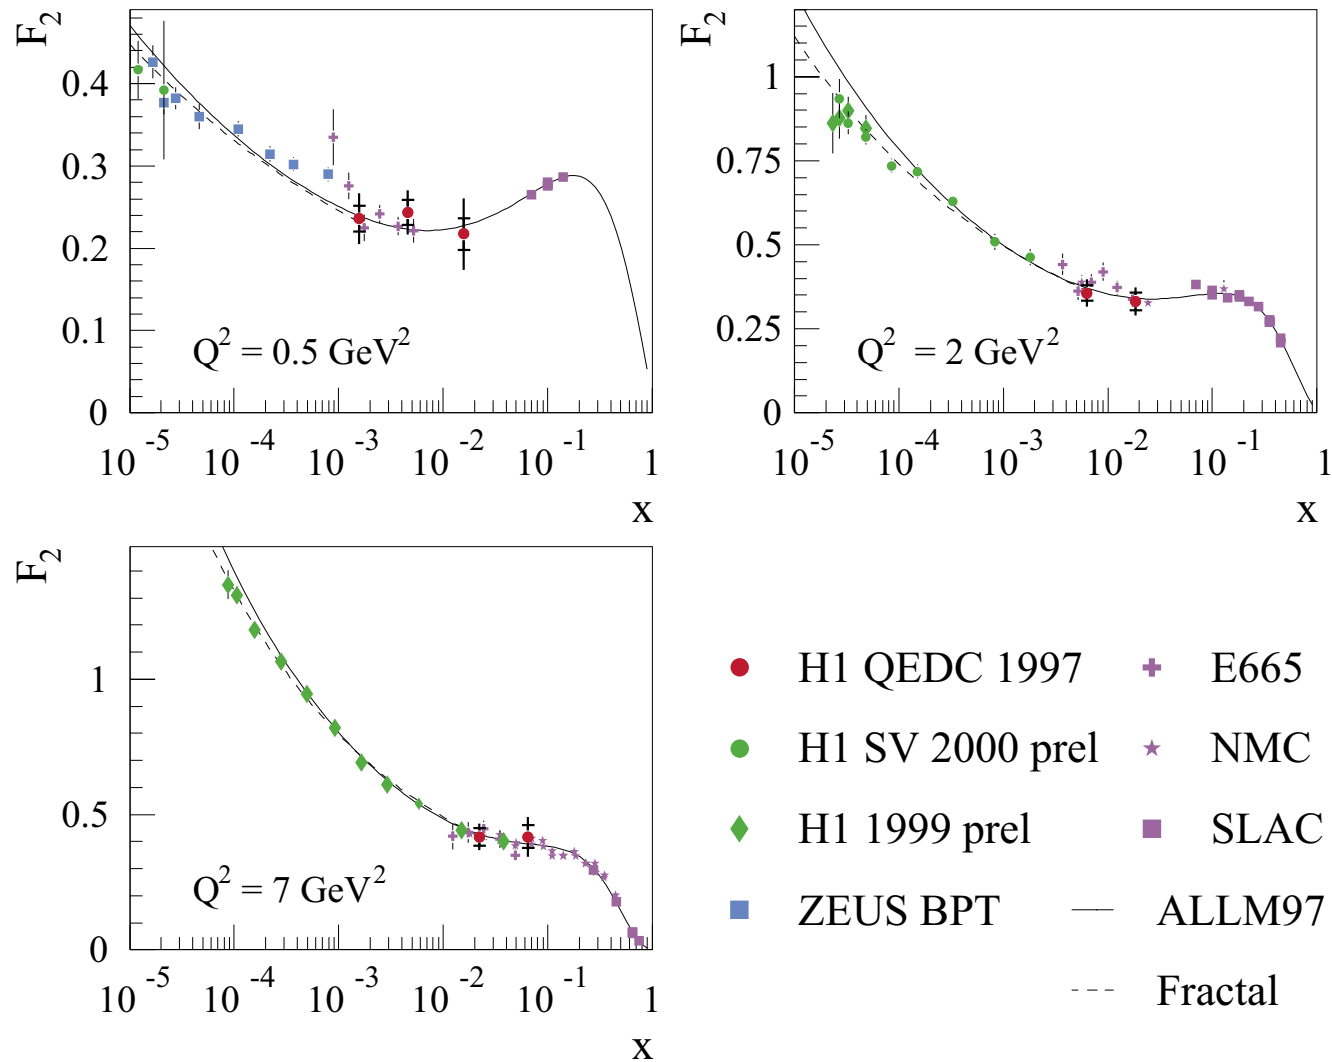 F₂
0.4
0.3
0.2
0.1
0
Q² = 0.5 GeV²
10⁻⁵ 10⁻⁴ 10⁻³ 10⁻² 10⁻¹ 1
x
F₂
1
0.75
0.5
0.25
0
Q² = 2 GeV²
10⁻⁵ 10⁻⁴ 10⁻³ 10⁻² 10⁻¹ 1
x
F₂
1
0.5
0
Q² = 7 GeV²
10⁻⁵ 10⁻⁴ 10⁻³ 10⁻² 10⁻¹ 1
x
H1 QEDC 1997
H1 SV 2000 prel
H1 1999 prel
ZEUS BPT
E665
NMC
SLAC
ALLM97
Fractal